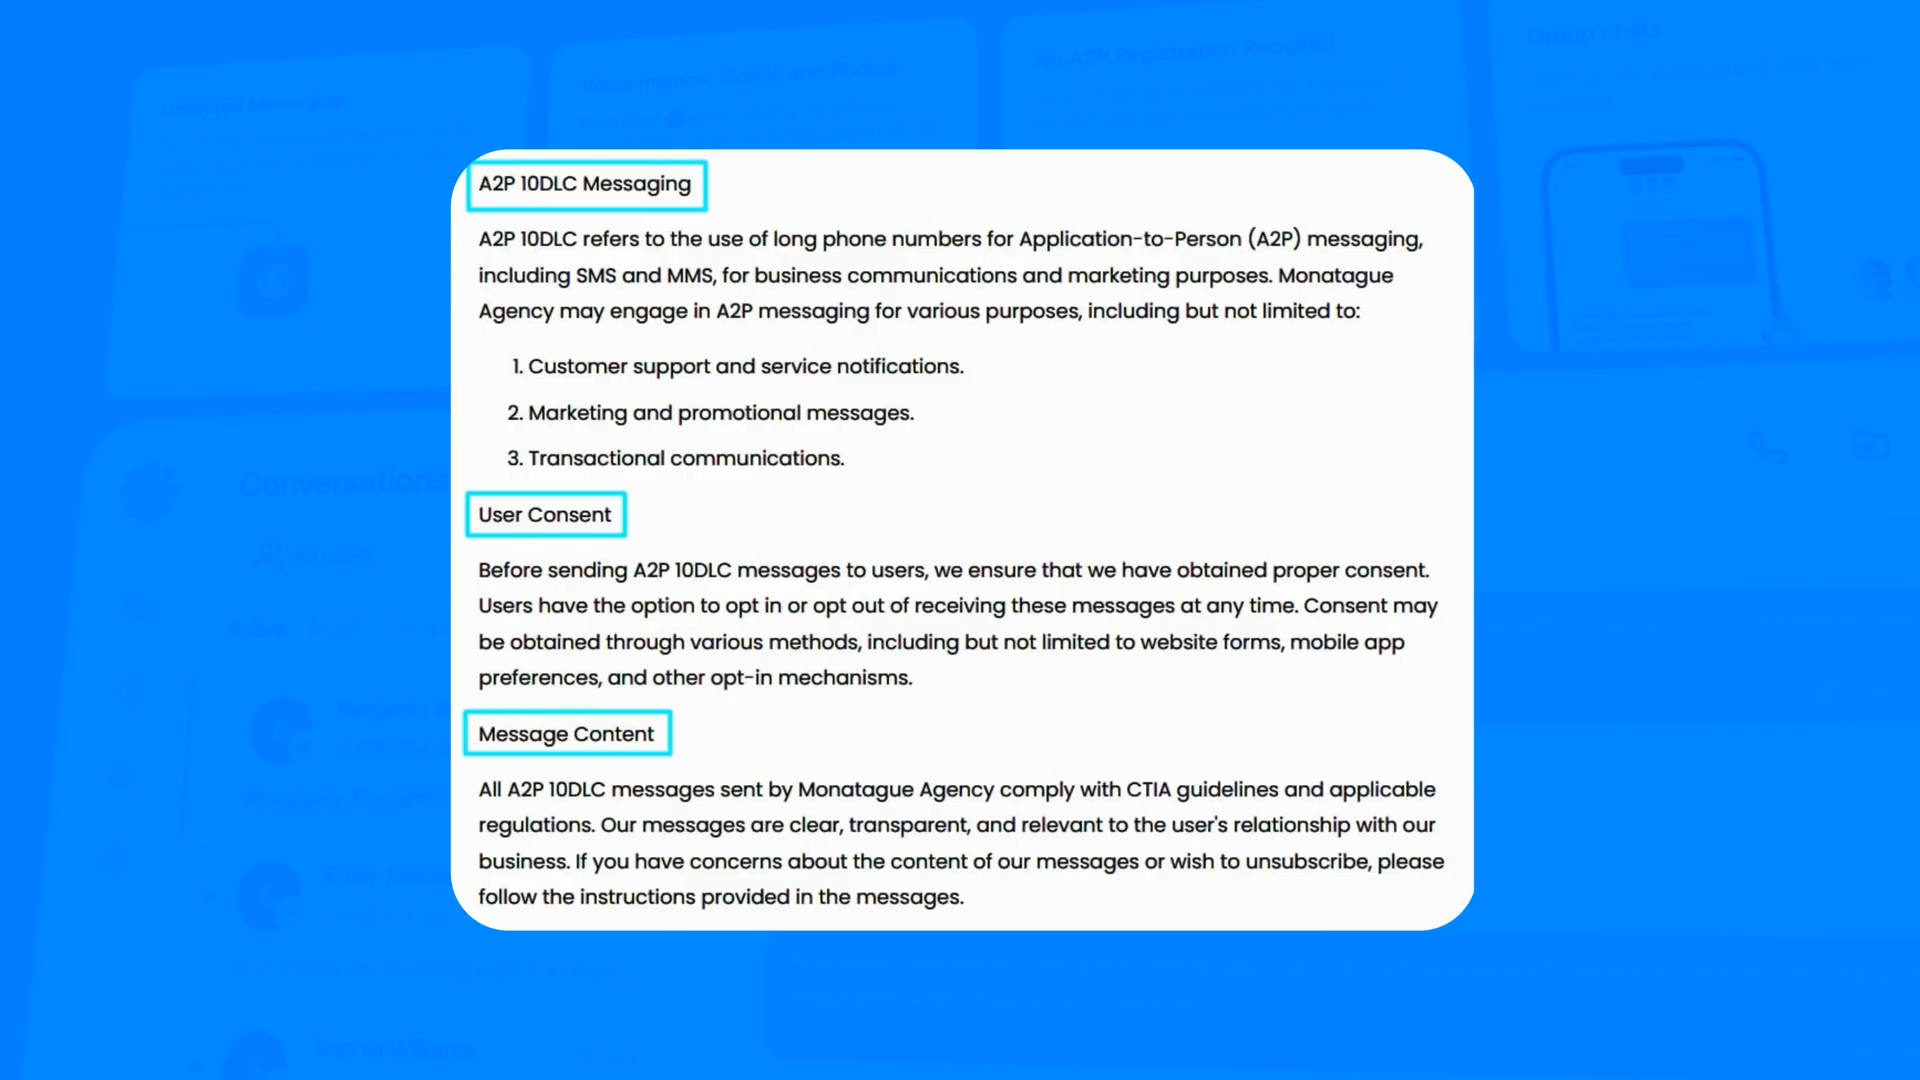 Unlimited Messaging
Voice memos, Videos and Photos
No A2P Registration Required
Group chats
A2P 10DLC Messaging
A2P 10DLC refers to the use of long phone numbers for Application-to-Person (A2P) messaging,
including SMS and MMS, for business communications and marketing purposes. Monatague
Agency may engage in A2P messaging for various purposes, including but not limited to:
1. Customer support and service notifications.
2. Marketing and promotional messages.
3. Transactional communications.
User Consent
Before sending A2P 10DLC messages to users, we ensure that we have obtained proper consent.
Users have the option to opt in or opt out of receiving these messages at any time. Consent may
be obtained through various methods, including but not limited to website forms, mobile app
preferences, and other opt-in mechanisms.
Message Content
All A2P 10DLC messages sent by Monatague Agency comply with CTIA guidelines and applicable
regulations. Our messages are clear, transparent, and relevant to the user's relationship with our
business. If you have concerns about the content of our messages or wish to unsubscribe, please
follow the instructions provided in the messages.
Conversations
All users
Active
Benjamin
Absolutely, Benjamin
Emily
Sophia Williams